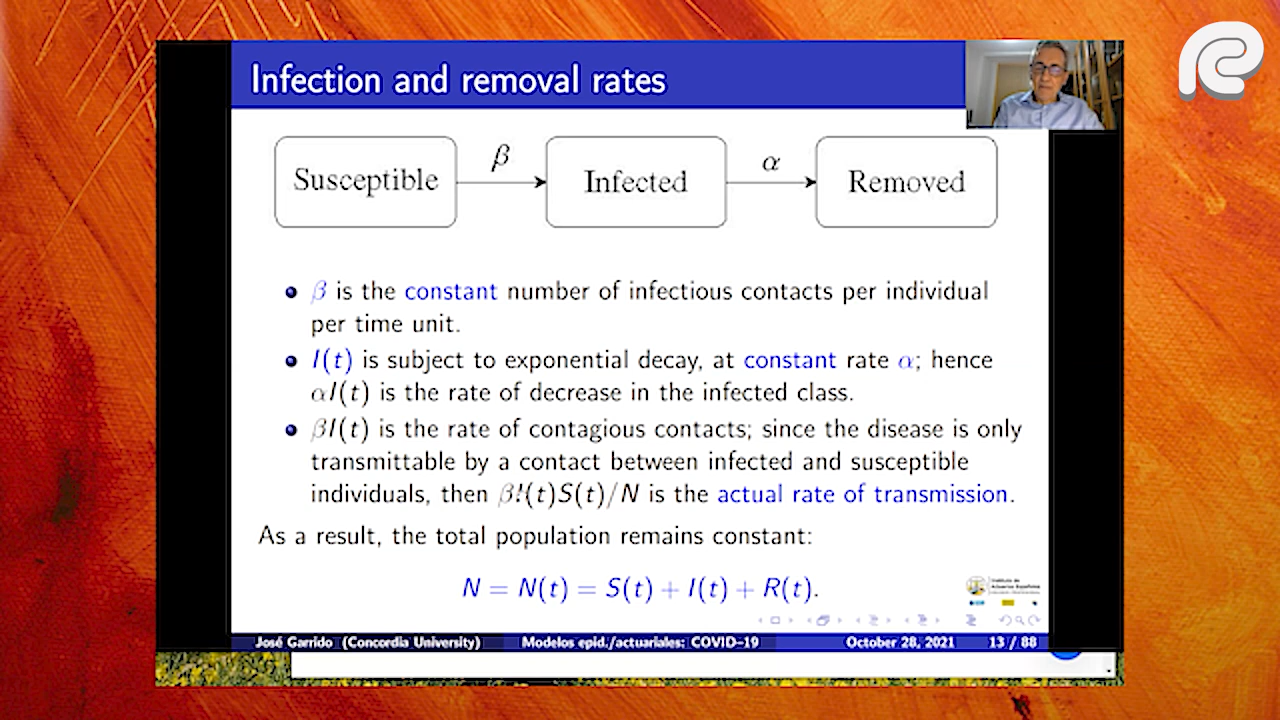 Infection and removal rates
Susceptible
β
Infected
α
Removed
β is the constant number of infectious contacts per individual
per time unit.
I(t) is subject to exponential decay, at constant rate α; hence
αI(t) is the rate of decrease in the infected class.
βI(t) is the rate of contagious contacts; since the disease is only
transmittable by a contact between infected and susceptible
individuals, then βI(t)S(t)/N is the actual rate of transmission.
As a result, the total population remains constant:
N = N(t) = S(t) + I(t) + R(t).
José Garrido (Concordia University)
Modelos epid./actuariales: COVID–19
October 28, 2021
13 / 88